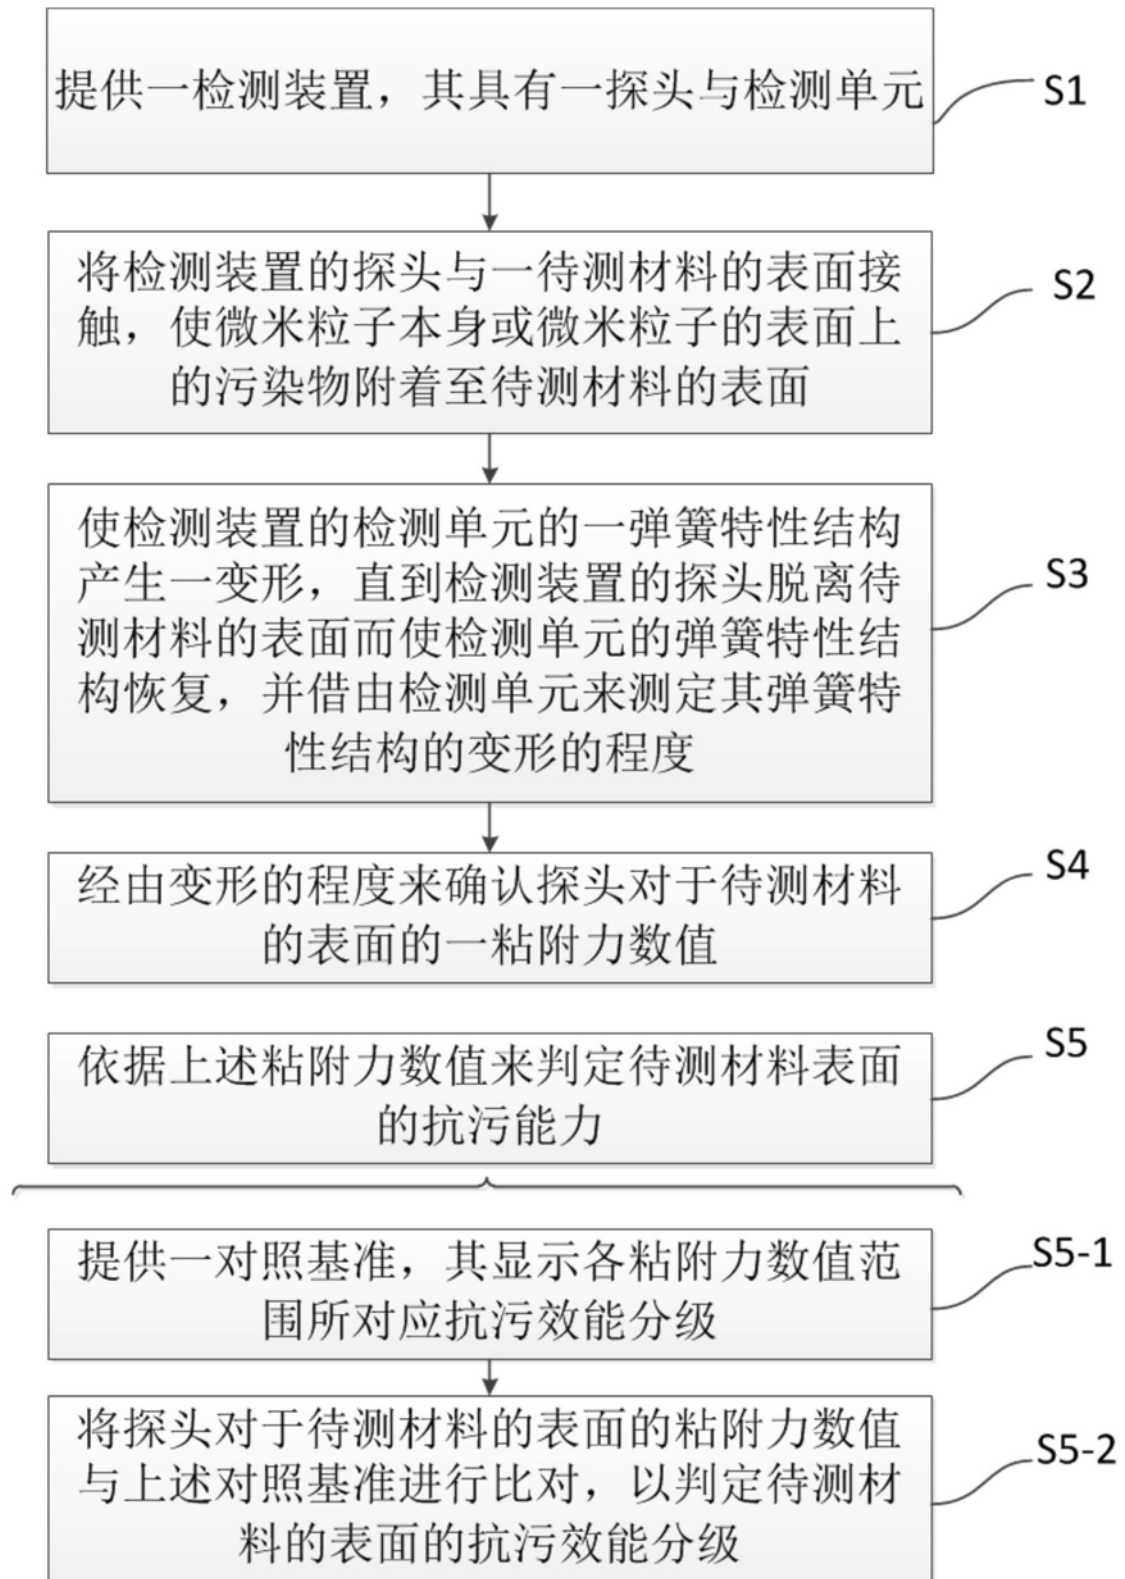 提供一检测装置，其具有一探头与检测单元
S1
将检测装置的探头与一待测材料的表面接
触，使微米粒子本身或微米粒子的表面上
的污染物附着至待测材料的表面
S2
使检测装置的检测单元的一弹簧特性结构
产生一变形，直到检测装置的探头脱离待
测材料的表面而使检测单元的弹簧特性结
构恢复，并借由检测单元来测定其弹簧特
性结构的变形的程度
S3
经由变形的程度来确认探头对于待测材料
的表面的一粘附力数值
S4
依据上述粘附力数值来判定待测材料表面
的抗污能力
S5
提供一对照基准，其显示各粘附力数值范
围所对应抗污效能分级
S5-1
将探头对于待测材料的表面的粘附力数值
与上述对照基准进行比对，以判定待测材
料的表面的抗污效能分级
S5-2